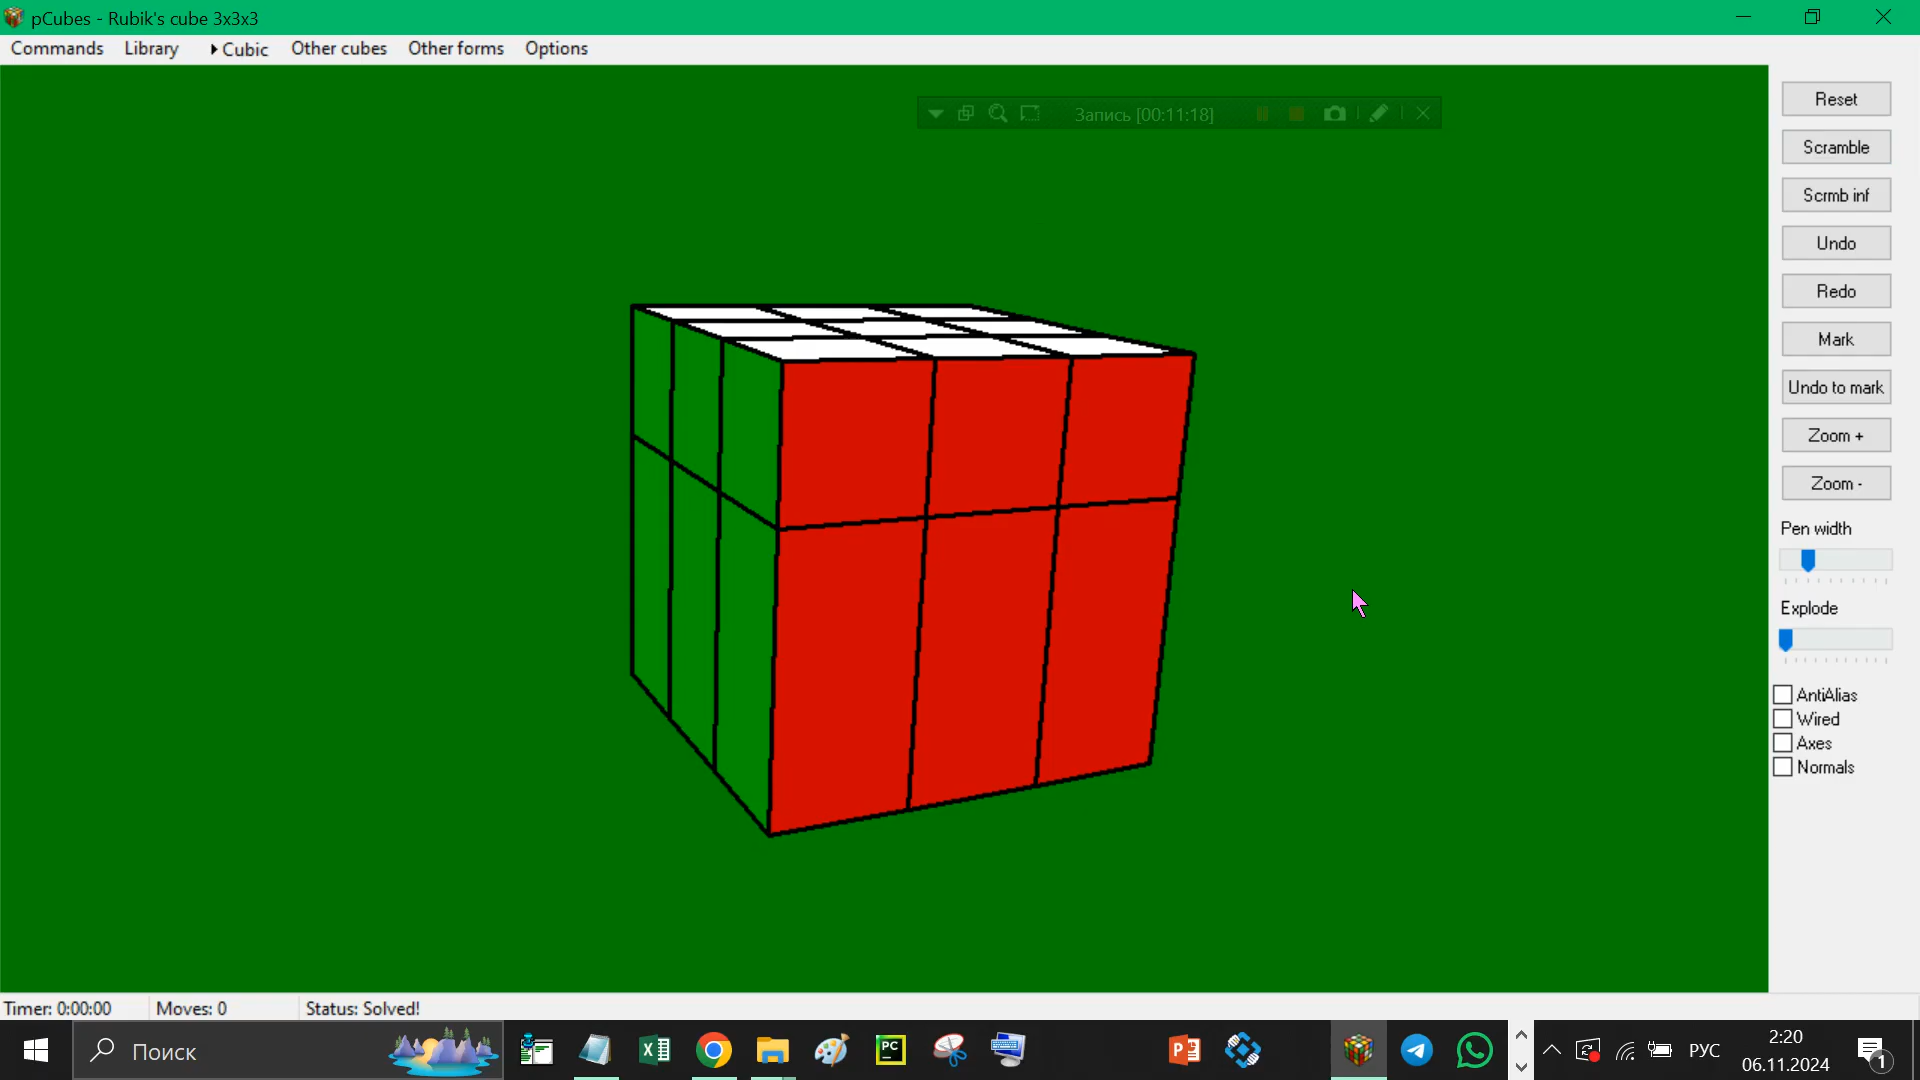 pCubes - Rubik's cube 3x3x3
Commands Library Cubic Other cubes Other forms Options
Запись [00:11:18]
Reset
Scramble
Scrmb inf
Undo
Redo
Mark
Undo to mark
Zoom +
Zoom -
Pen width
Explode
AntiAlias
Wired
Axes
Normals
Timer: 0:00:00 Moves: 0 Status: Solved!
Поиск
PC
РУС
2:20
06.11.2024
1